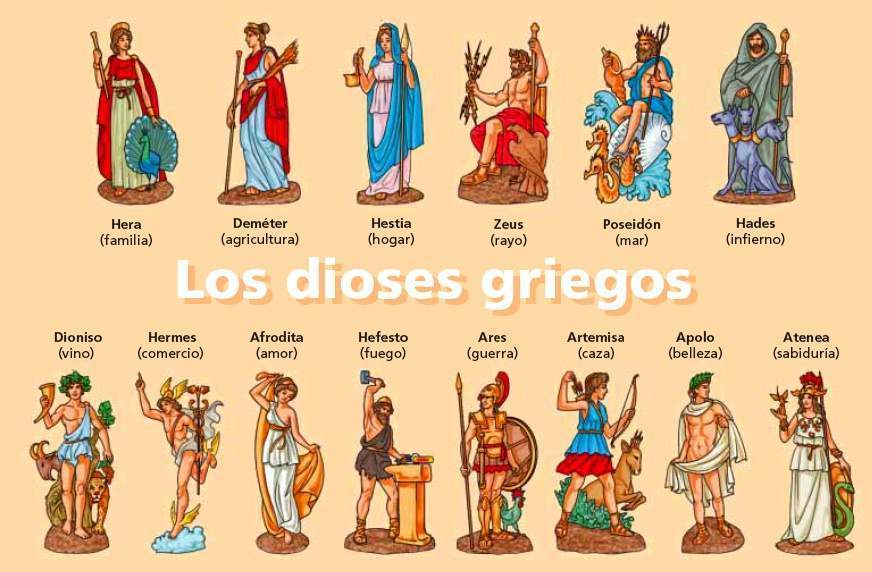 Hera
(familia)
Deméter
(agricultura)
Hestia
(hogar)
Zeus
(rayo)
Poseidón
(mar)
Hades
(infierno)
Los dioses griegos
Dioniso
(vino)
Hermes
(comercio)
Afrodita
(amor)
Hefesto
(fuego)
Ares
(guerra)
Artemisa
(caza)
Apolo
(belleza)
Atenea
(sabiduría)